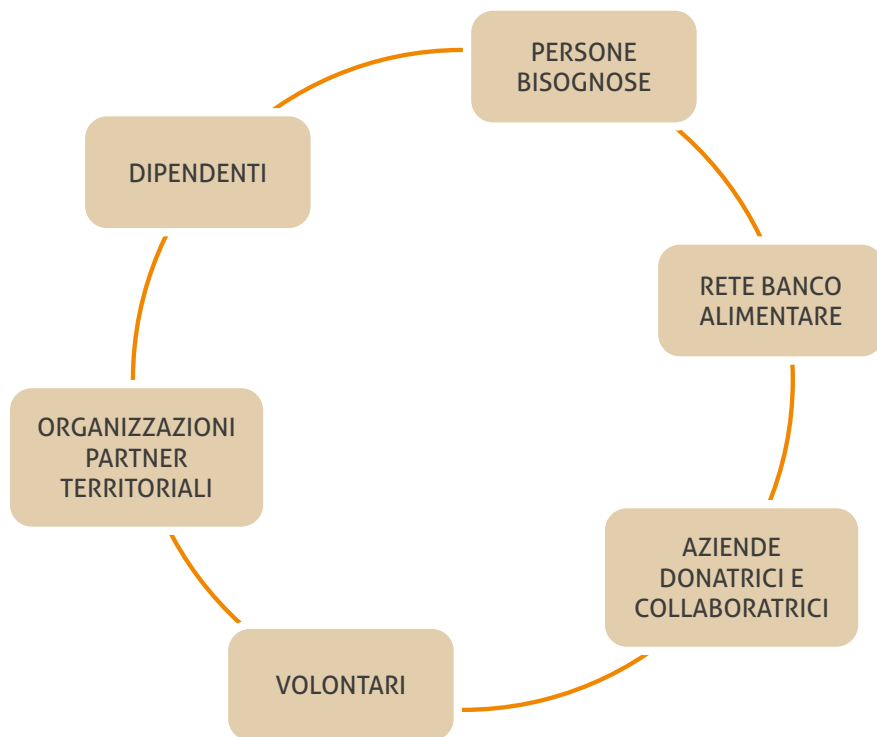 PERSONE
BISOGNOSE
DIPENDENTI
RETE BANCO
ALIMENTARE
ORGANIZZAZIONI
PARTNER
TERRITORIALI
AZIENDE
DONATRICI E
COLLABORATRICI
VOLONTARI